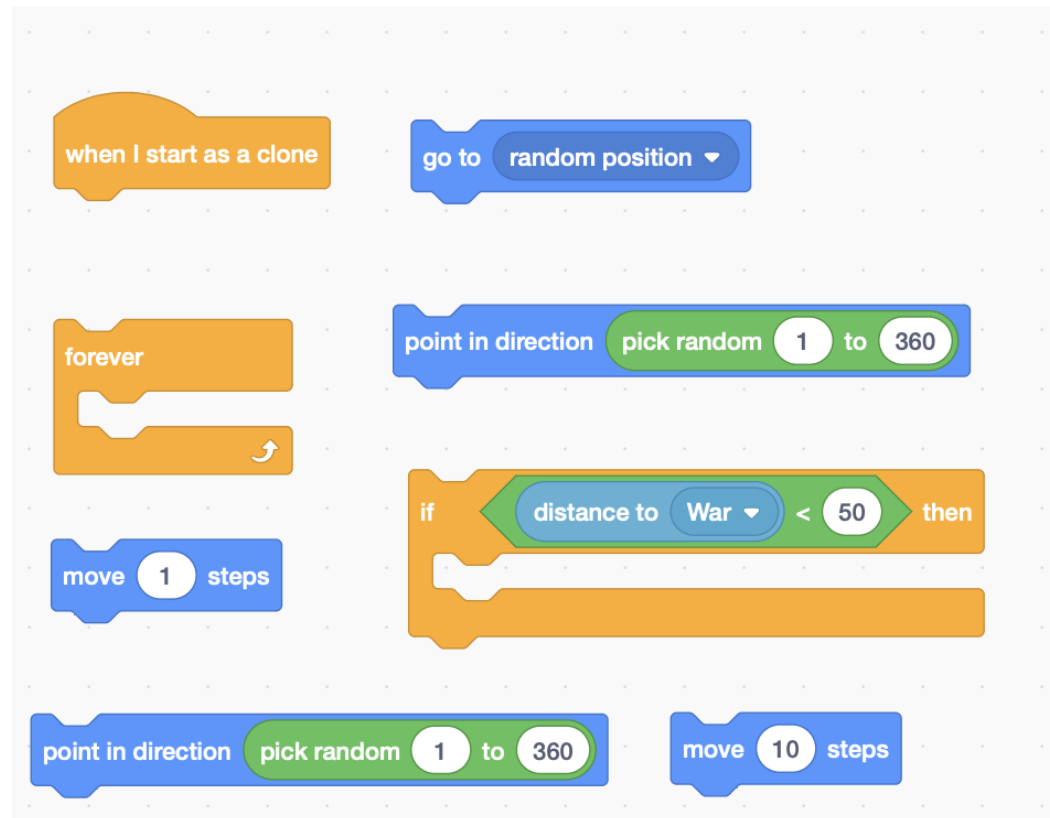 when I start as a clone
go to random position
forever
point in direction pick random 1 to 360
if distance to War < 50 then
move 1 steps
point in direction pick random 1 to 360
move 10 steps